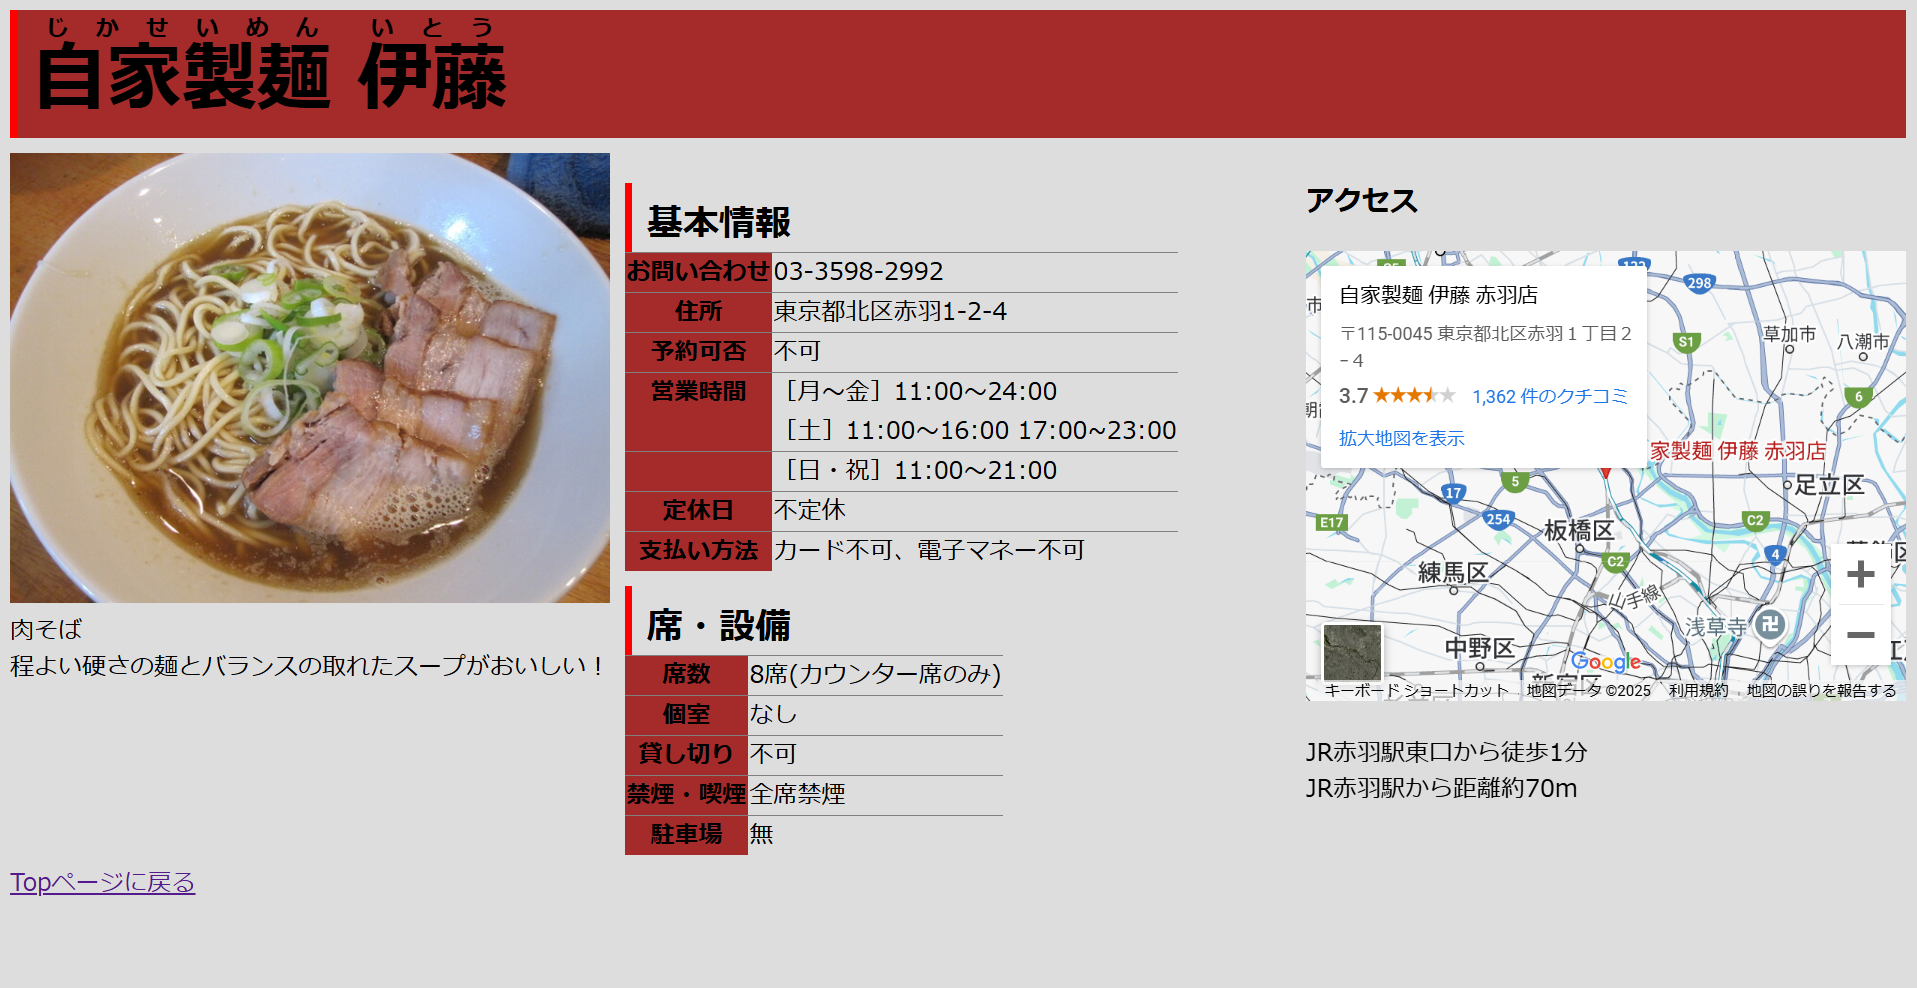 じかせいめん いとう
自家製麺 伊藤
肉そば
程よい硬さの麺とバランスの取れたスープがおいしい！
基本情報
お問い合わせ 03-3598-2992
住所 東京都北区赤羽1-2-4
予約可否 不可
営業時間 ［月～金］11:00～24:00
［土］11:00～16:00 17:00~23:00
［日・祝］11:00～21:00
定休日 不定休
支払い方法 カード不可、電子マネー不可
席・設備
席数 8席(カウンター席のみ)
個室 なし
貸し切り 不可
禁煙・喫煙 全席禁煙
駐車場 無
アクセス
自家製麺 伊藤 赤羽店
〒115-0045 東京都北区赤羽１丁目２
−４
3.7 1,362 件のクチコミ
拡大地図を表示
298
S1
草加市
八潮市
6
家製麺 伊藤 赤羽店
足立区
17
5
254
E17
C2
板橋区
4
C2
練馬区
山手線
浅草寺
中野区
Google
キーボード ショートカット 地図データ ©2025 利用規約 地図の誤りを報告する
JR赤羽駅東口から徒歩1分
JR赤羽駅から距離約70m
Topページに戻る